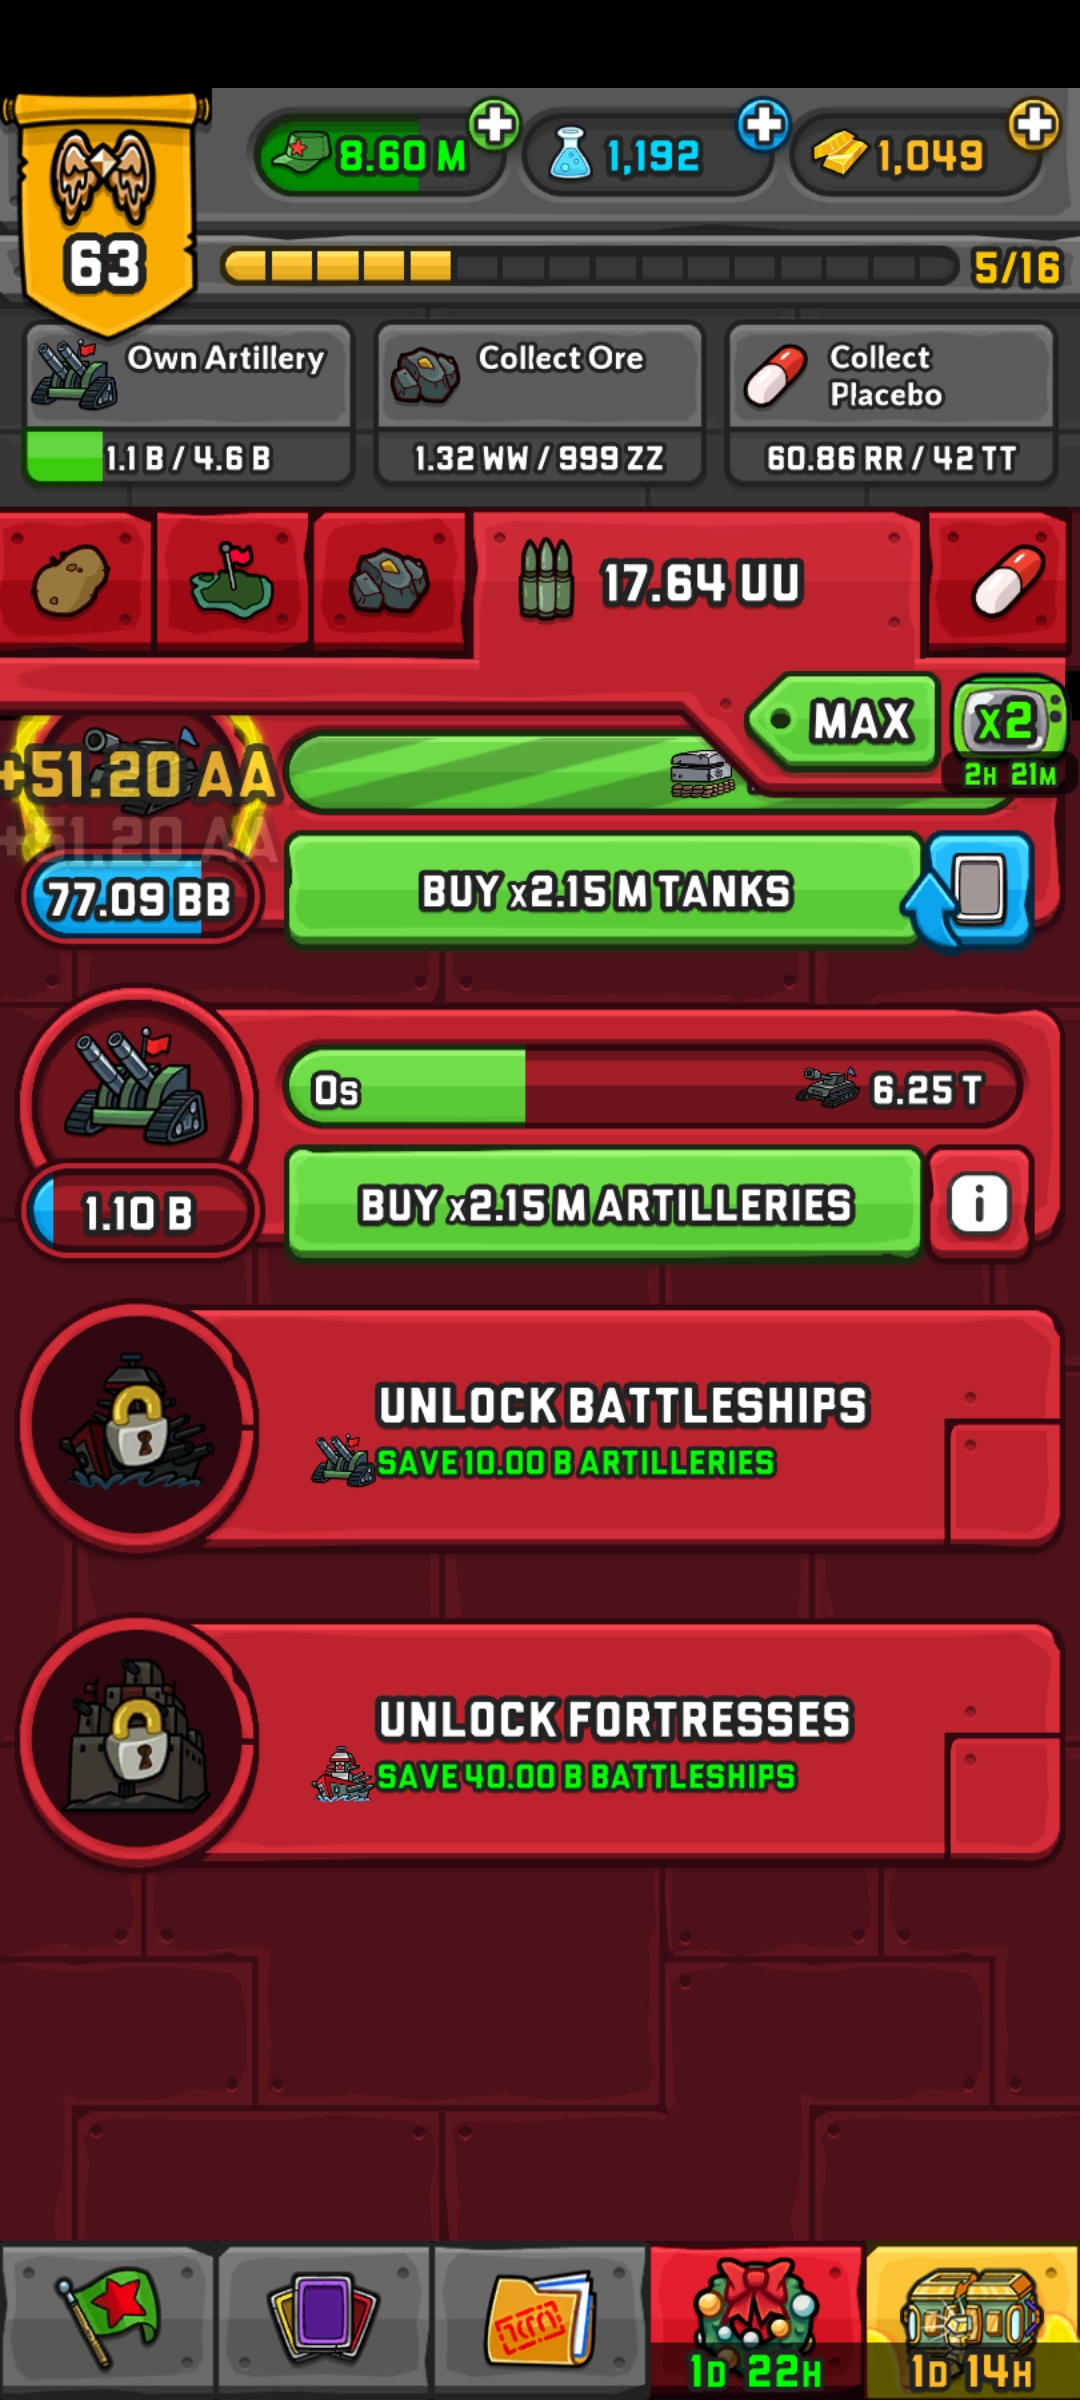 63
8.60 M
1,192
1,049
5/16
Own Artillery
1.1 B / 4.6 B
Collect Ore
1.32 WW / 999 ZZ
Collect
Placebo
60.86 RR / 42 TT
17.64 UU
MAX
x2
2H 21M
+51.20 AA
+51.20 AA
77.09 BB
BUY x2.15 M TANKS
0s
6.25 T
1.10 B
BUY x2.15 M ARTILLERIES
i
UNLOCK BATTLESHIPS
SAVE 10.00 B ARTILLERIES
UNLOCK FORTRESSES
SAVE 40.00 B BATTLESHIPS
1D 22H
1D 14H